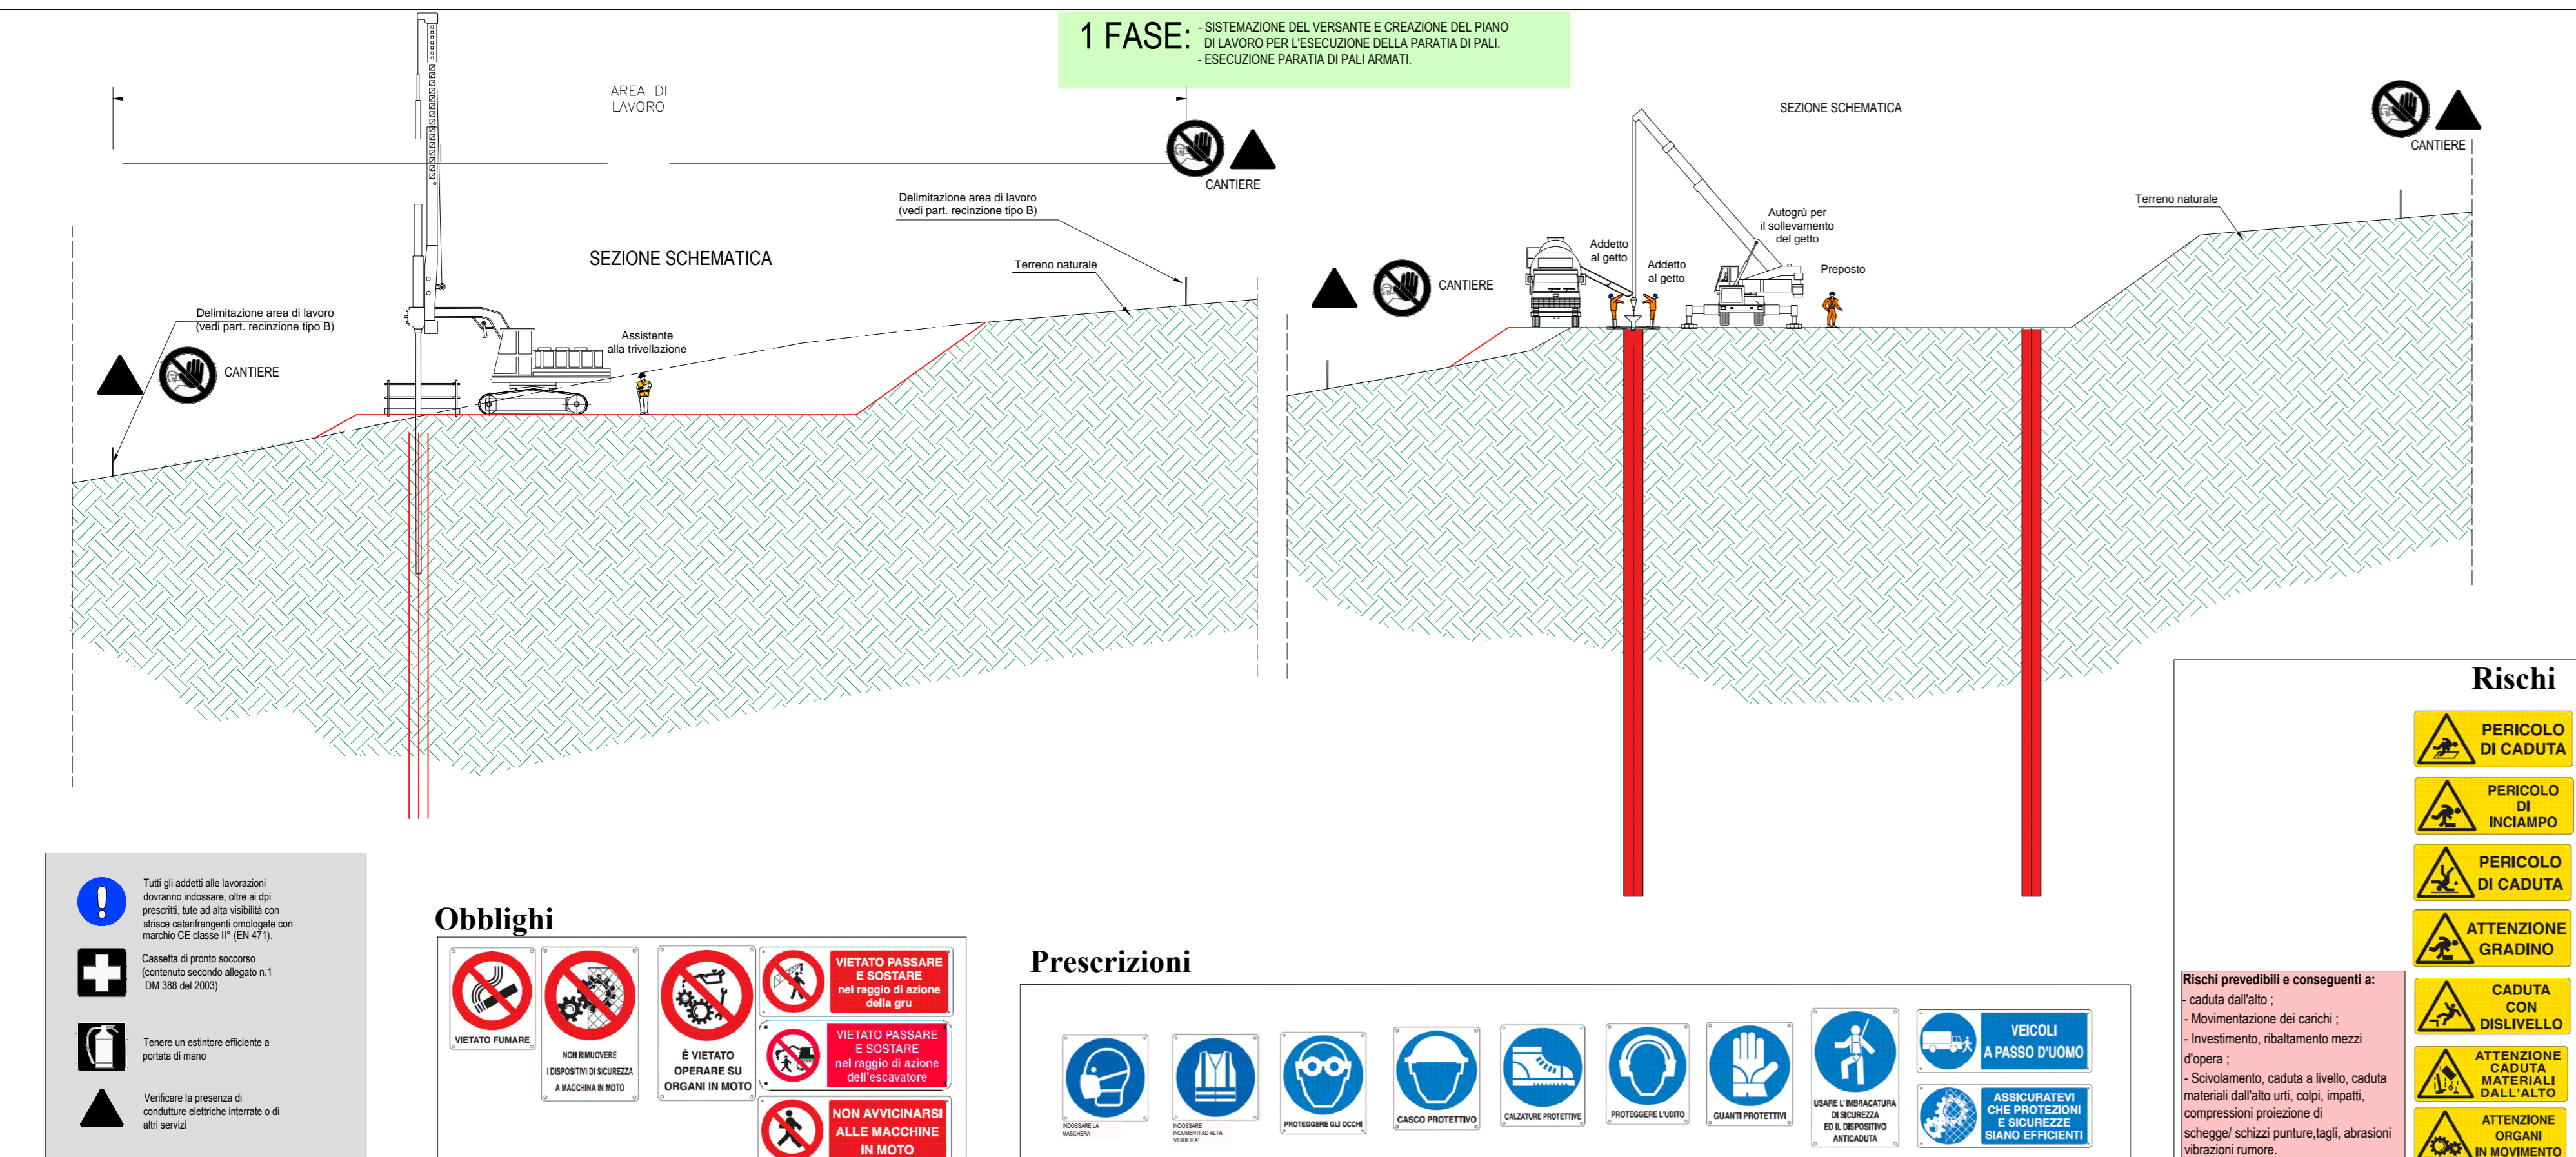 1 FASE:
- SISTEMAZIONE DEL VERSANTE E CREAZIONE DEL PIANO
DI LAVORO PER L'ESECUZIONE DELLA PARATIA DI PALI.
- ESECUZIONE PARATIA DI PALI ARMATI.
AREA DI
LAVORO
CANTIERE
Delimitazione area di lavoro
(vedi part. recinzione tipo B)
SEZIONE SCHEMATICA
Terreno naturale
Delimitazione area di lavoro
(vedi part. recinzione tipo B)
Assistente
alla trivellazione
CANTIERE
SEZIONE SCHEMATICA
CANTIERE
Terreno naturale
Autogrù per
il sollevamento
del getto
Addetto
al getto
Addetto
al getto
Preposto
CANTIERE
Tutti gli addetti alle lavorazioni
dovranno indossare, oltre ai dpi
prescritti, tute ad alta visibilità con
strisce catarifrangenti omologate con
marchio CE classe II° (EN 471).
Cassetta di pronto soccorso
(contenuto secondo allegato n.1
DM 388 del 2003)
Tenere un estintore efficiente a
portata di mano
Verificare la presenza di
condutture elettriche interrate o di
altri servizi
Obblighi
VIETATO FUMARE
NON RIMUOVERE
I DISPOSITIVI DI SICUREZZA
A MACCHINA IN MOTO
È VIETATO
OPERARE SU
ORGANI IN MOTO
VIETATO PASSARE
E SOSTARE
nel raggio di azione
della gru
VIETATO PASSARE
E SOSTARE
nel raggio di azione
dell'escavatore
NON AVVICINARSI
ALLE MACCHINE
IN MOTO
Prescrizioni
INDOSSARE LA
MASCHERA
INDOSSARE
INDUMENTI AD ALTA
VISIBILITA'
PROTEGGERE GLI OCCHI
CASCO PROTETTIVO
CALZATURE PROTETTIVE
PROTEGGERE L'UDITO
GUANTI PROTETTIVI
USARE L'IMBRACATURA
DI SICUREZZA
ED IL DISPOSITIVO
ANTICADUTA
VEICOLI
A PASSO D'UOMO
ASSICURATEVI
CHE PROTEZIONI
E SICUREZZE
SIANO EFFICIENTI
Rischi
PERICOLO
DI CADUTA
PERICOLO
DI
INCIAMPO
PERICOLO
DI CADUTA
ATTENZIONE
GRADINO
CADUTA
CON
DISLIVELLO
ATTENZIONE
CADUTA
MATERIALI
DALL'ALTO
ATTENZIONE
ORGANI
IN MOVIMENTO
Rischi prevedibili e conseguenti a:
- caduta dall'alto ;
- Movimentazione dei carichi ;
- Investimento, ribaltamento mezzi
d'opera ;
- Scivolamento, caduta a livello, caduta
materiali dall'alto urti, colpi, impatti,
compressioni proiezione di
schegge/ schizzi punture,tagli, abrasioni
vibrazioni rumore.